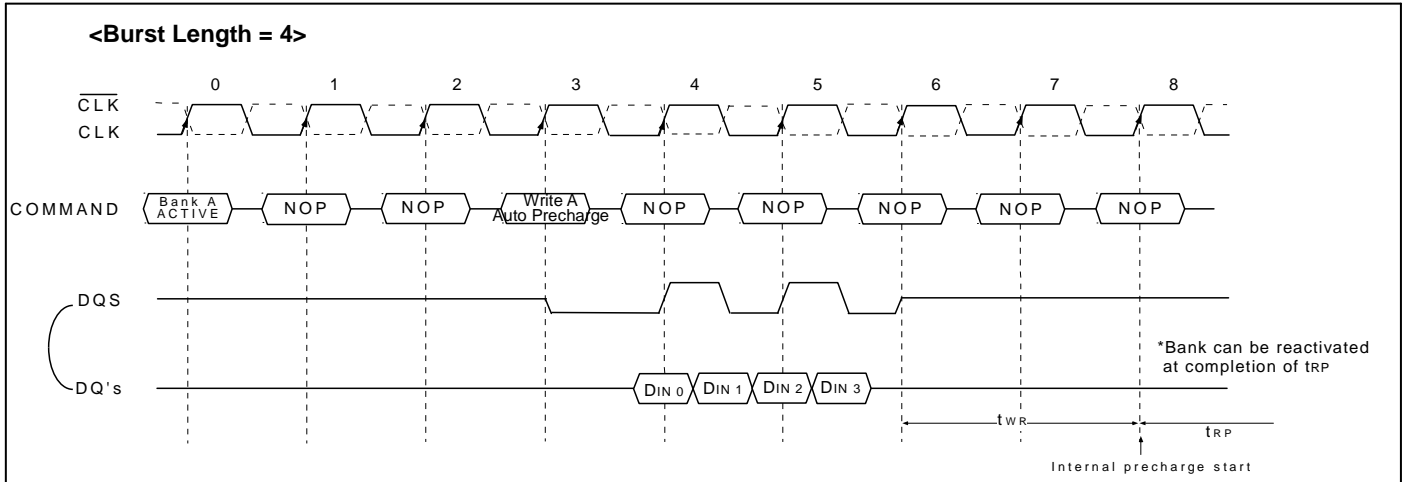 <Burst Length = 4>
0 1 2 3 4 5 6 7 8
CLK
CLK
COMMAND
Bank A
ACTIVE
NOP
NOP
Write A
Auto Precharge
NOP
NOP
NOP
NOP
NOP
DQS
*Bank can be reactivated
at completion of tRP
DQ's
DIN 0
DIN 1
DIN 2
DIN 3
tWR
tRP
Internal precharge start